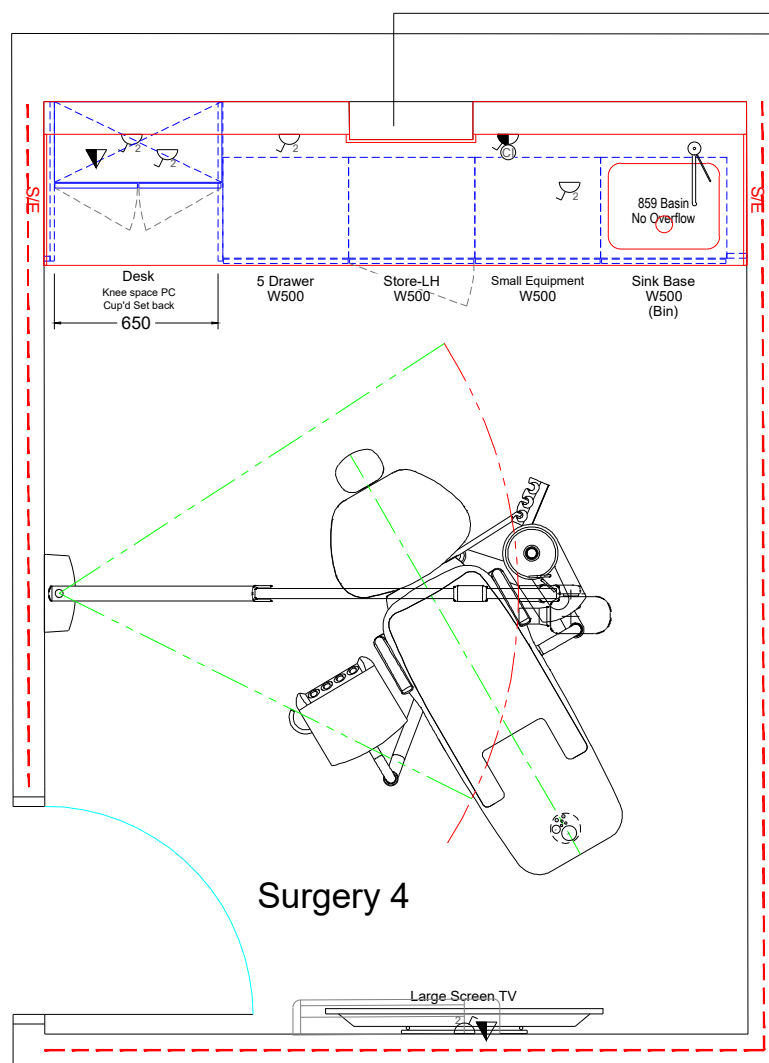 2
2
2
CL
2
S/E
S/E
859 Basin
No Overflow
Desk
Knee space PC
Cup'd Set back
650
5 Drawer
W500
Store-LH
W500
Small Equipment
W500
Sink Base
W500
(Bin)
Surgery 4
Large Screen TV
2